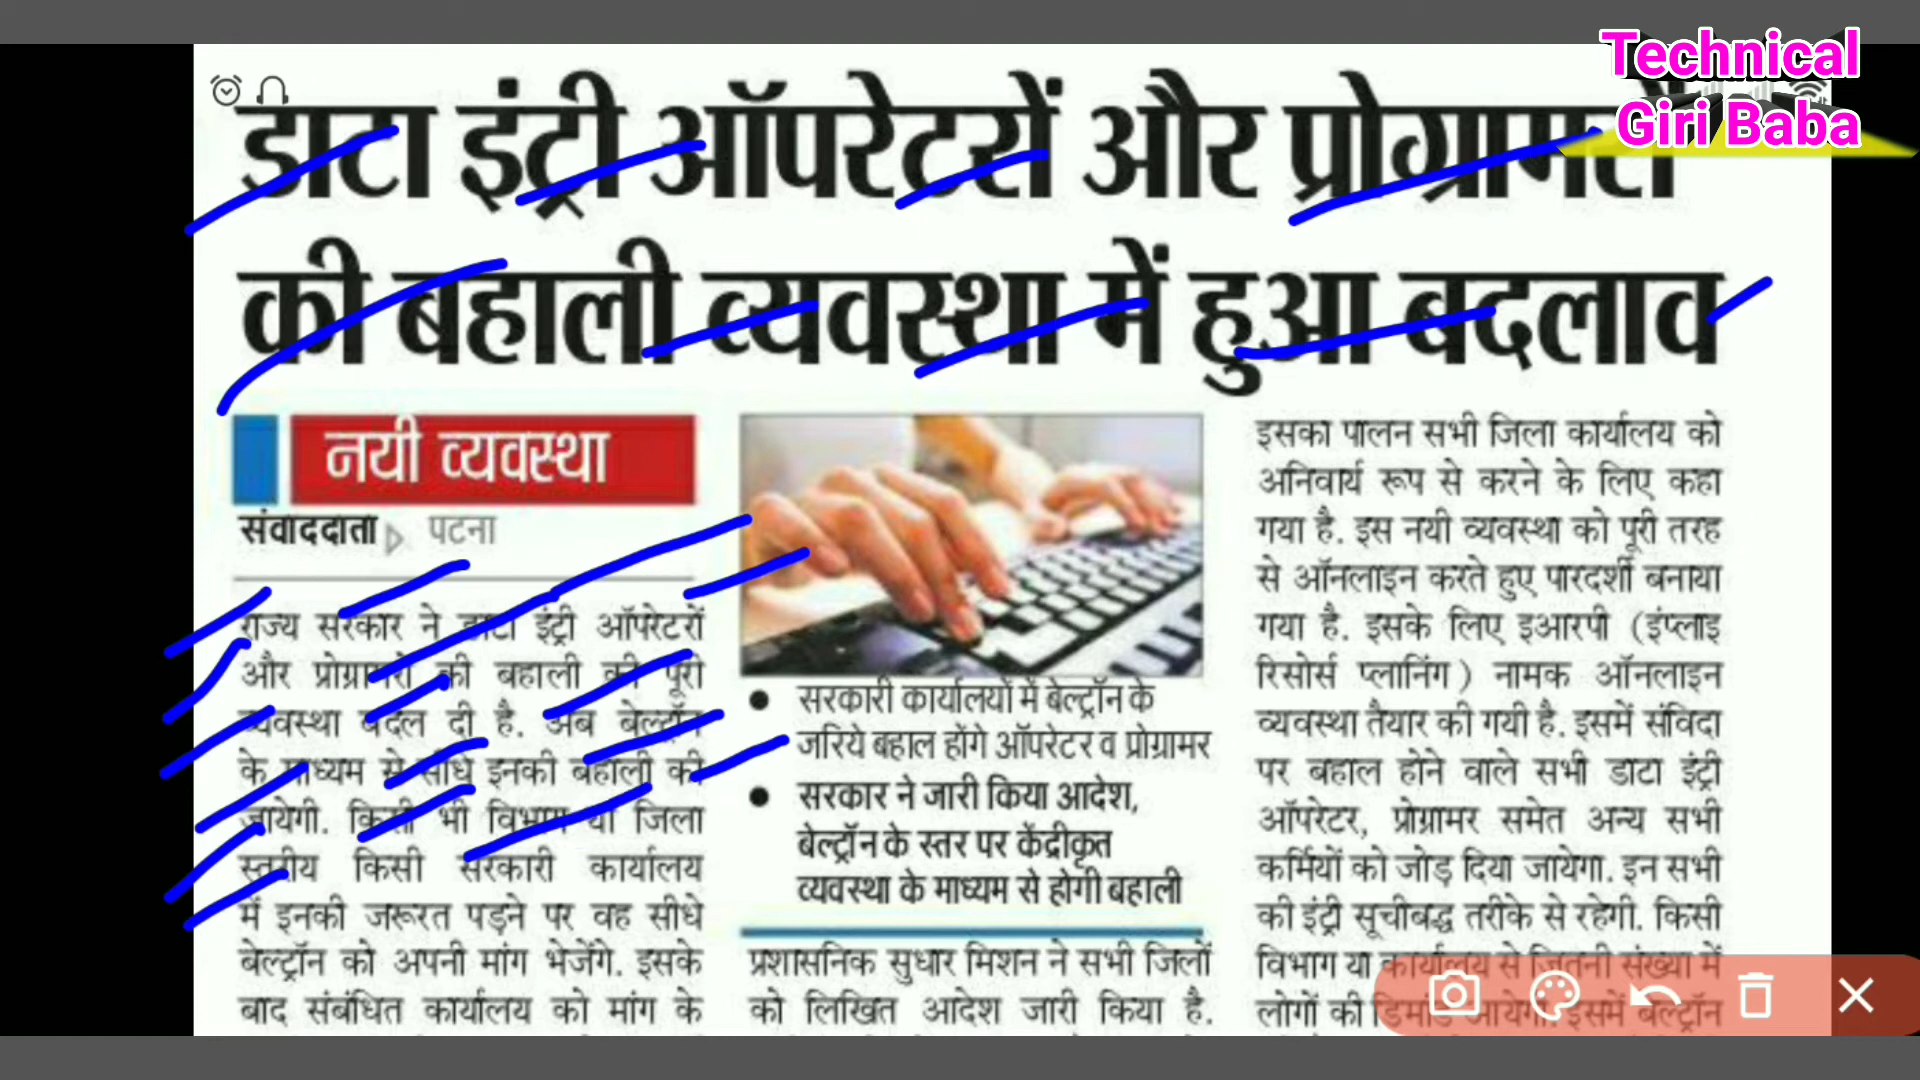 Technical
Giri Baba
डाटा इंट्री ऑपरेटरों और प्रोग्रामरों
की बहाली व्यवस्था में हुआ बदलाव
नयी व्यवस्था
संवाददाता ▷ पटना
राज्य सरकार ने डाटा इंट्री ऑपरेटरों
और प्रोग्रामरों की बहाली की पूरी
व्यवस्था बदल दी है. अब बेल्ट्रॉन
के माध्यम से सीधे इनकी बहाली की
जायेगी. किसी भी विभाग या जिला
स्तरीय किसी सरकारी कार्यालय
में इनकी जरूरत पड़ने पर वह सीधे
बेल्ट्रॉन को अपनी मांग भेजेंगे. इसके
बाद संबंधित कार्यालय को मांग के
● सरकारी कार्यालयों में बेल्ट्रॉन के
जरिये बहाल होंगे ऑपरेटर व प्रोग्रामर
● सरकार ने जारी किया आदेश,
बेल्ट्रॉन के स्तर पर केंद्रीकृत
व्यवस्था के माध्यम से होगी बहाली
प्रशासनिक सुधार मिशन ने सभी जिलों
को लिखित आदेश जारी किया है.
इसका पालन सभी जिला कार्यालय को
अनिवार्य रूप से करने के लिए कहा
गया है. इस नयी व्यवस्था को पूरी तरह
से ऑनलाइन करते हुए पारदर्शी बनाया
गया है. इसके लिए इआरपी (इंप्लाइ
रिसोर्स प्लानिंग) नामक ऑनलाइन
व्यवस्था तैयार की गयी है. इसमें संविदा
पर बहाल होने वाले सभी डाटा इंट्री
ऑपरेटर, प्रोग्रामर समेत अन्य सभी
कर्मियों को जोड़ दिया जायेगा. इन सभी
की इंट्री सूचीबद्ध तरीके से रहेगी. किसी
विभाग या कार्यालय से जितनी संख्या में
लोगों की डिमांड आयेगी. इसमें बेल्ट्रॉन